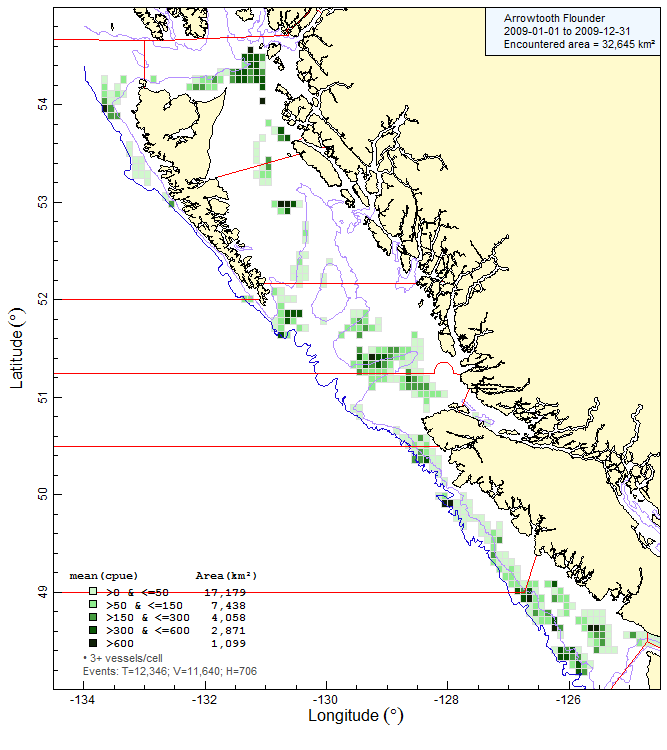 Arrowtooth Flounder
2009-01-01 to 2009-12-31
Encountered area = 32,645 km²
54
53
52
51
50
49
Latitude (°)
mean(cpue) Area(km²)
>0 & <=50 17,179
>50 & <=150 7,438
>150 & <=300 4,058
>300 & <=600 2,871
>600 1,099
• 3+ vessels/cell
Events: T=12,346; V=11,640; H=706
-134 -132 -130 -128 -126
Longitude (°)